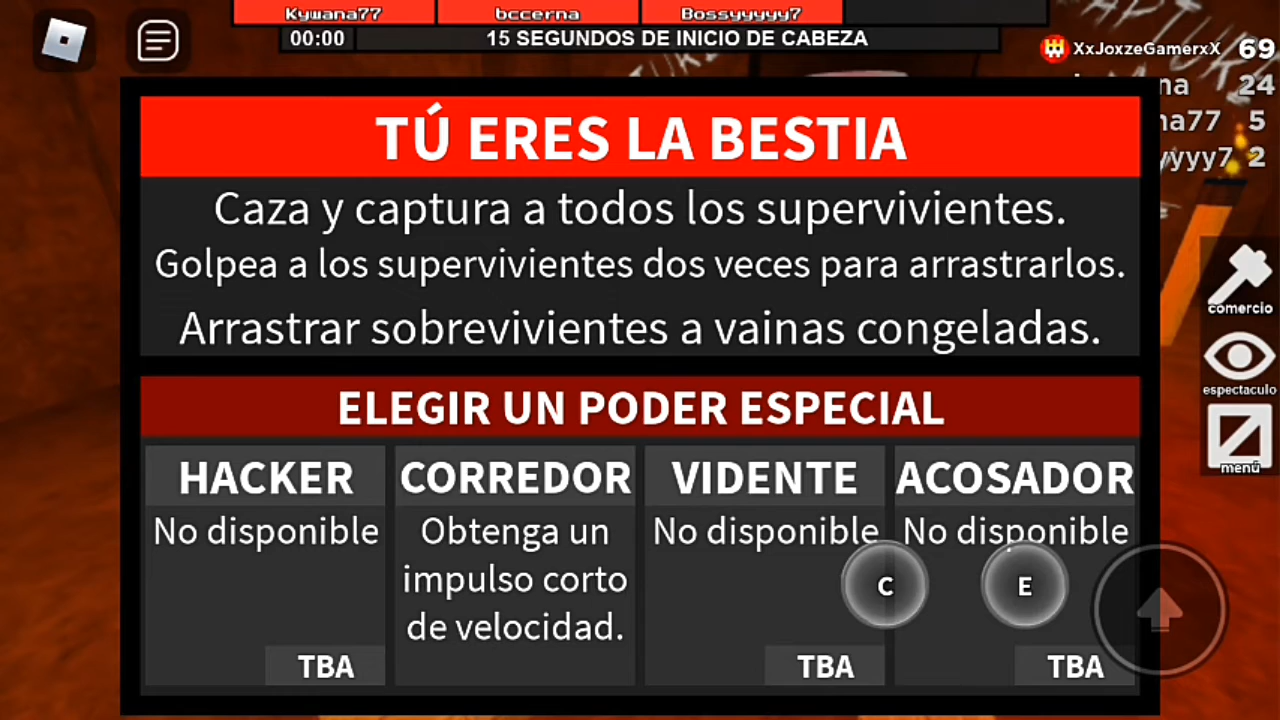 Kywana77
bccerna
Bossyyyyy7
00:00
15 SEGUNDOS DE INICIO DE CABEZA
XxJoxzeGamerxX 69
na 24
na77 5
yyyy7 2
TÚ ERES LA BESTIA
Caza y captura a todos los supervivientes.
Golpea a los supervivientes dos veces para arrastrarlos.
Arrastrar sobrevivientes a vainas congeladas.
comercio
espectaculo
menú
ELEGIR UN PODER ESPECIAL
HACKER
No disponible
TBA
CORREDOR
Obtenga un
impulso corto
de velocidad.
VIDENTE
No disponible
TBA
ACOSADOR
No disponible
TBA
C
E